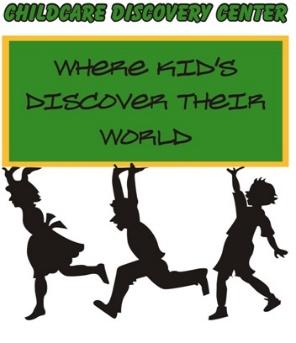 CHILDCARE DISCOVERY CENTER
WHERE KID'S
DISCOVER THEIR
WORLD